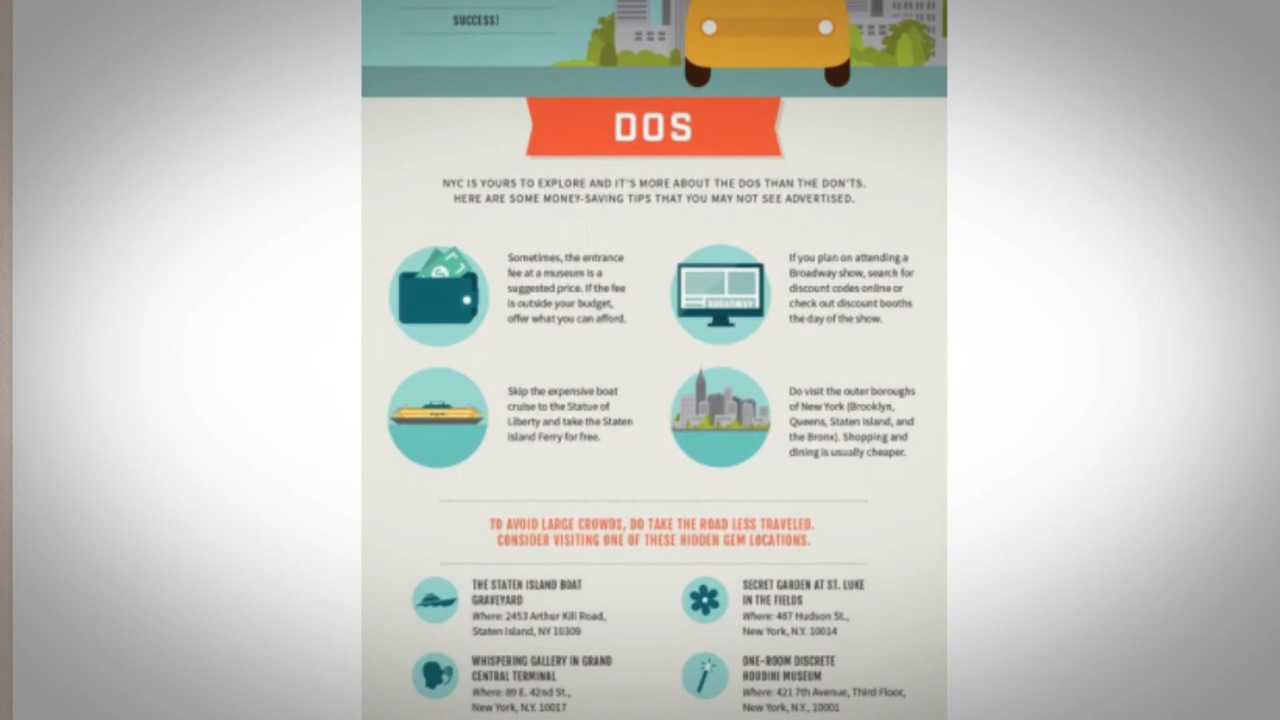 SUCCESS!
DOS
NYC IS YOURS TO EXPLORE AND IT'S MORE ABOUT THE DOS THAN THE DON'TS.
HERE ARE SOME MONEY-SAVING TIPS THAT YOU MAY NOT SEE ADVERTISED.
Sometimes, the entrance
fee at a museum is a
suggested price. If the fee
is outside your budget,
offer what you can afford.
If you plan on attending a
Broadway show, search for
discount codes online or
check out discount booths
the day of the show.
BROADWAY
Skip the expensive boat
cruise to the Statue of
Liberty and take the Staten
Island Ferry for free.
Do visit the outer boroughs
of New York (Brooklyn,
Queens, Staten Island, and
the Bronx). Shopping and
dining is usually cheaper.
TO AVOID LARGE CROWDS, DO TAKE THE ROAD LESS TRAVELED.
CONSIDER VISITING ONE OF THESE HIDDEN GEM LOCATIONS.
THE STATEN ISLAND BOAT
GRAVEYARD
Where: 2453 Arthur Kill Road,
Staten Island, NY 10309
SECRET GARDEN AT ST. LUKE
IN THE FIELDS
Where: 487 Hudson St.,
New York, N.Y. 10014
WHISPERING GALLERY IN GRAND
CENTRAL TERMINAL
Where: 89 E. 42nd St.,
New York, N.Y. 10017
ONE-ROOM DISCRETE
HOUDINI MUSEUM
Where: 421 7th Avenue, Third Floor,
New York, N.Y., 10001